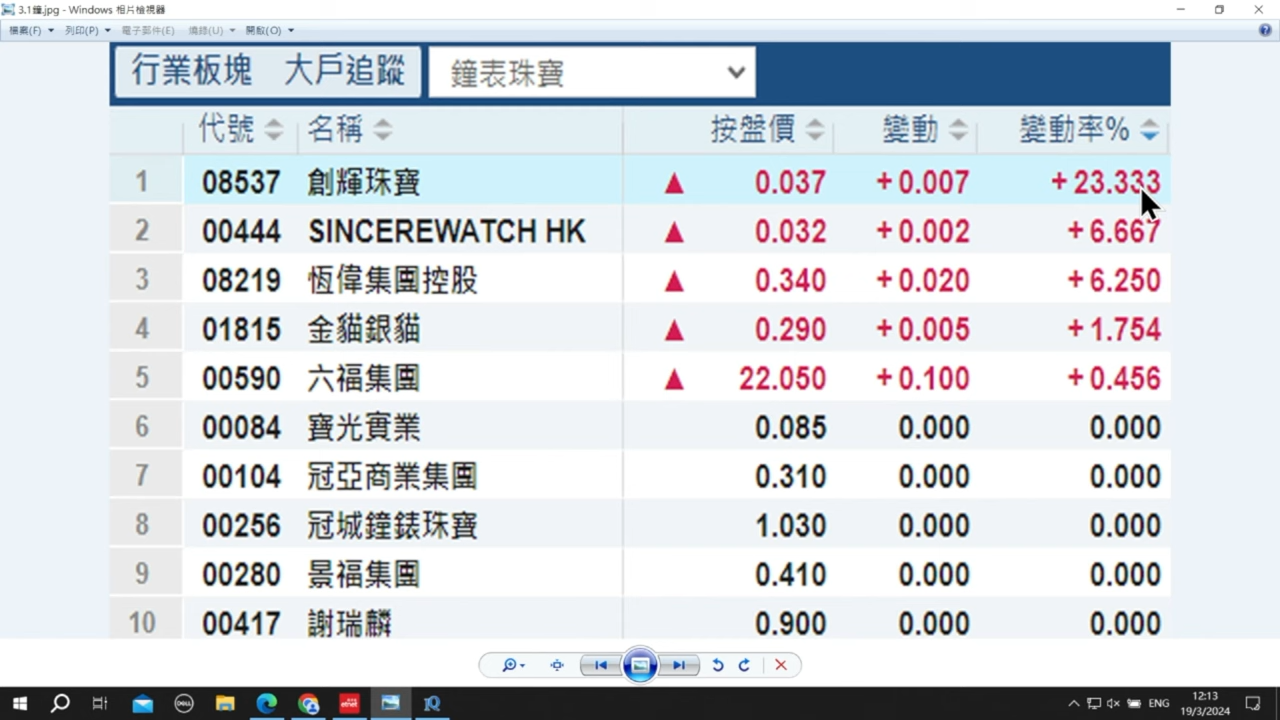 3.1鐘.jpg - Windows 相片檢視器
檔案(F) 列印(P) 電子郵件(E) 燒錄(U) 開啟(O)
行業板塊 大戶追蹤 鐘表珠寶
代號 名稱 按盤價 變動 變動率%
1 08537 創輝珠寶 ▲ 0.037 +0.007 +23.333
2 00444 SINCEREWATCH HK ▲ 0.032 +0.002 +6.667
3 08219 恆偉集團控股 ▲ 0.340 +0.020 +6.250
4 01815 金貓銀貓 ▲ 0.290 +0.005 +1.754
5 00590 六福集團 ▲ 22.050 +0.100 +0.456
6 00084 寶光實業 0.085 0.000 0.000
7 00104 冠亞商業集團 0.310 0.000 0.000
8 00256 冠城鐘錶珠寶 1.030 0.000 0.000
9 00280 景福集團 0.410 0.000 0.000
10 00417 謝瑞麟 0.900 0.000 0.000
DELL etnet IQ ENG 12:13
19/3/2024